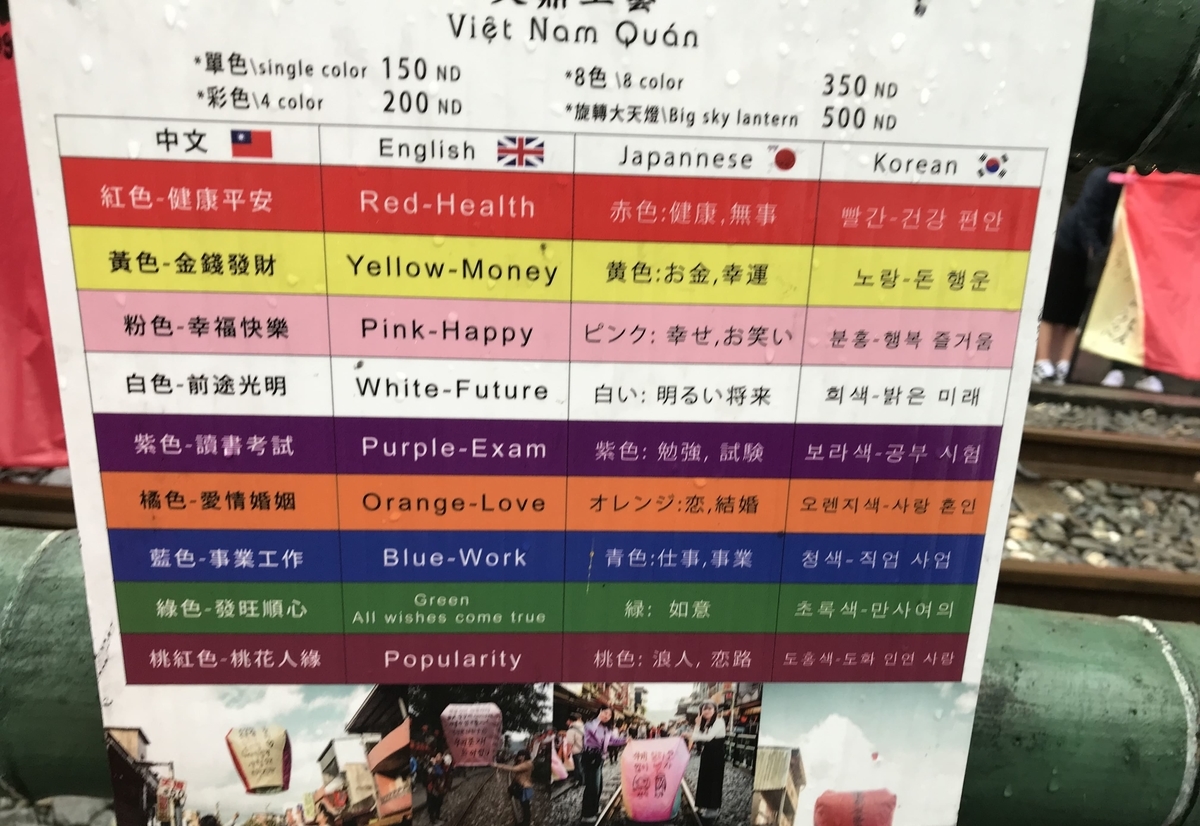 Việt Nam Quán
*單色\single color 150 ND *8色 \8 color 350 ND
*彩色\4 color 200 ND *旋轉大天燈\Big sky lantern 500 ND
中文 English Japannese Korean
紅色-健康平安 Red-Health 赤色:健康,無事 빨간-건강 편안
黃色-金錢發財 Yellow-Money 黄色:お金,幸運 노랑-돈 행운
粉色-幸福快樂 Pink-Happy ピンク: 幸せ,お笑い 분홍-행복 즐거움
白色-前途光明 White-Future 白い: 明るい将来 희색-밝은 미래
紫色-讀書考試 Purple-Exam 紫色: 勉強, 試験 보라색-공부 시험
橘色-愛情婚姻 Orange-Love オレンジ:恋,結婚 오렌지색-사랑 혼인
藍色-事業工作 Blue-Work 青色:仕事,事業 청색-직업 사업
綠色-發旺順心 Green All wishes come true 緑: 如意 초록색-만사여의
桃紅色-桃花人緣 Popularity 桃色: 浪人, 恋路 도홍색-도화 인연 사랑